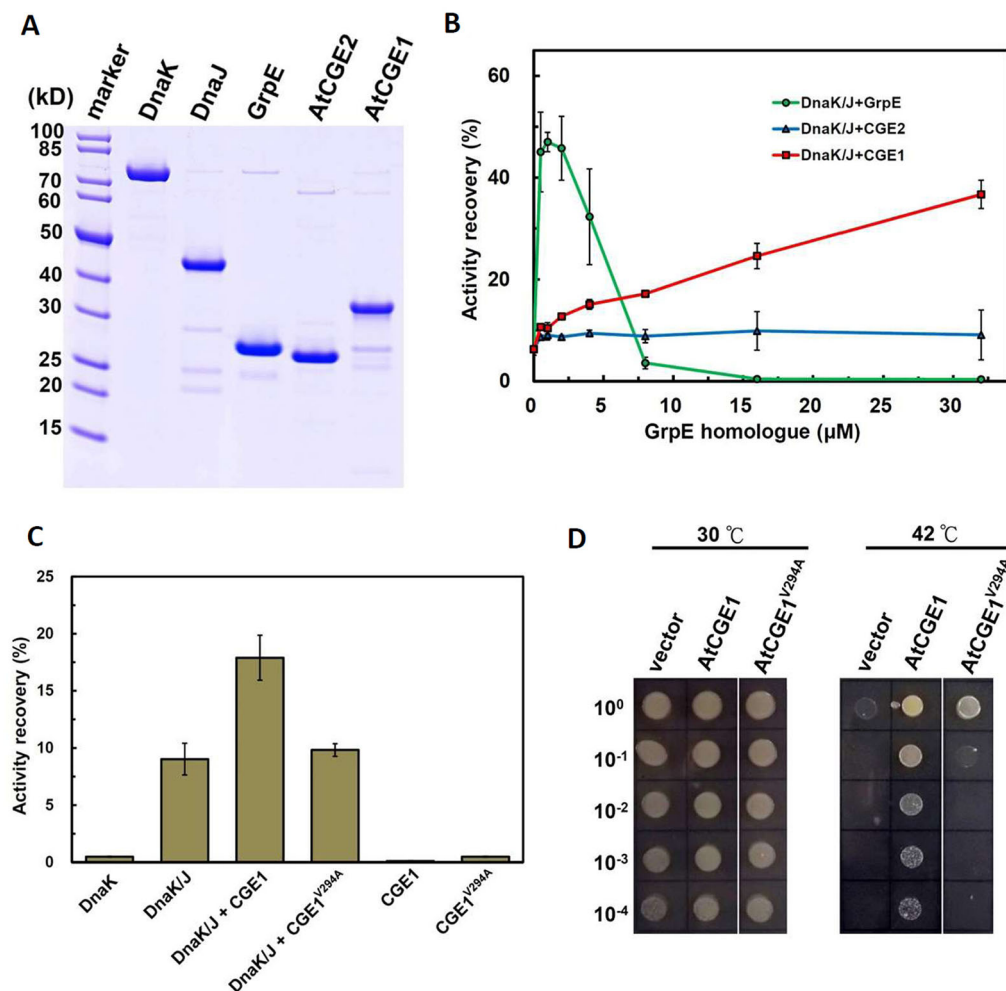 A
(kD)
marker
DnaK
DnaJ
GrpE
AtCGE2
AtCGE1
100
85
70
60
50
40
30
25
20
15
B
Activity recovery (%)
60
40
20
0
DnaK/J+GrpE
DnaK/J+CGE2
DnaK/J+CGE1
0 5 10 15 20 25 30
GrpE homologue (μM)
C
Activity recovery (%)
25
20
15
10
5
0
DnaK
DnaK/J
DnaK/J + CGE1
DnaK/J + CGE1V294A
CGE1
CGE1V294A
D
30 ℃
42 ℃
vector
AtCGE1
AtCGE1V294A
vector
AtCGE1
AtCGE1V294A
10⁰
10⁻¹
10⁻²
10⁻³
10⁻⁴